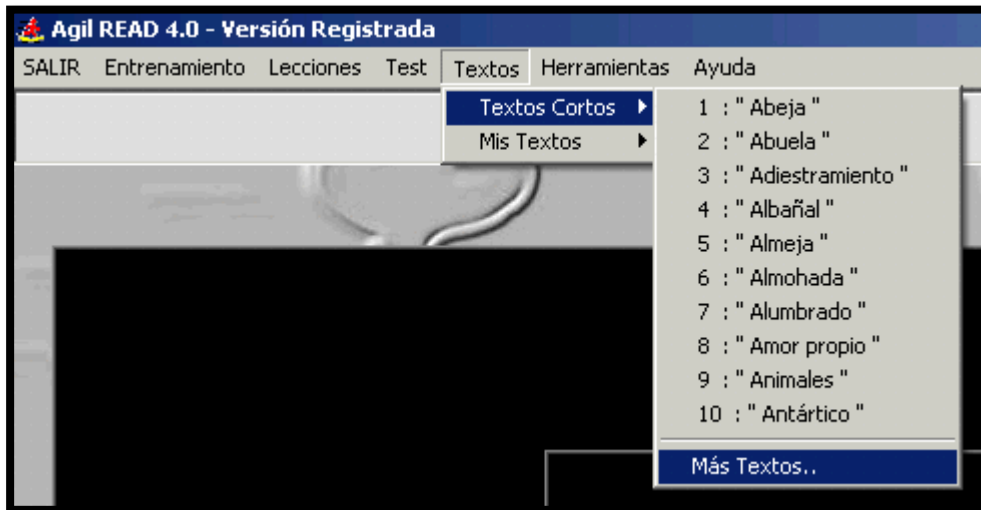 Agil READ 4.0 - Versión Registrada
SALIR Entrenamiento Lecciones Test Textos Herramientas Ayuda
Textos Cortos
Mis Textos
1 : " Abeja "
2 : " Abuela "
3 : " Adiestramiento "
4 : " Albañal "
5 : " Almeja "
6 : " Almohada "
7 : " Alumbrado "
8 : " Amor propio "
9 : " Animales "
10 : " Antártico "
Más Textos..